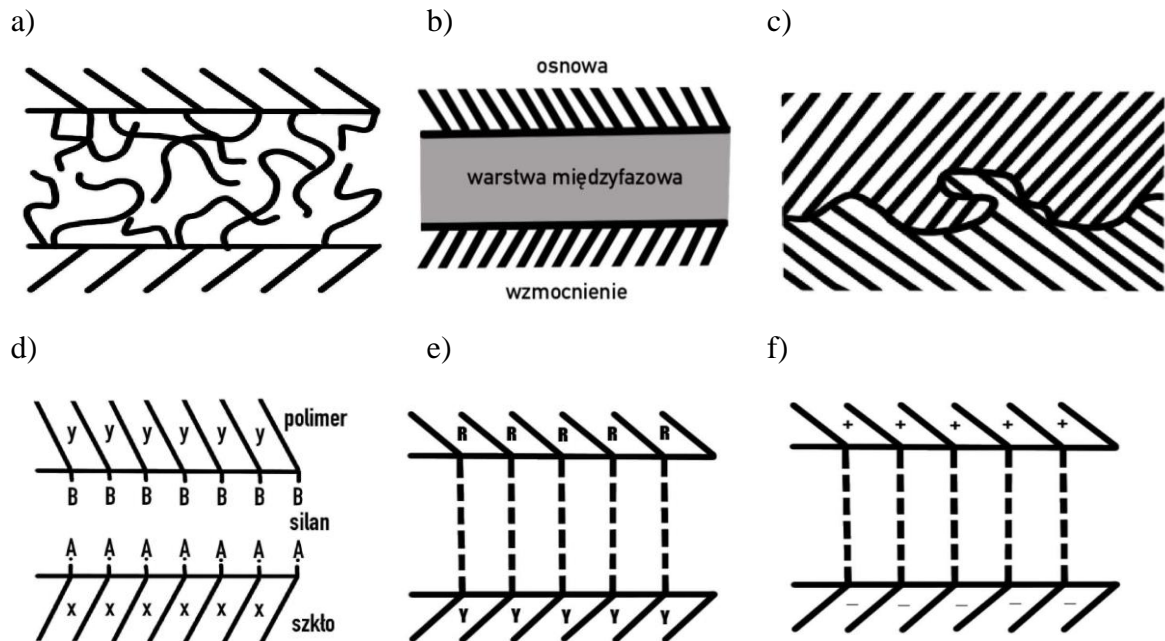 a)
b)
c)
osnowa
warstwa międzyfazowa
wzmocnienie
d)
e)
f)
y y y y y y polimer
B B B B B B B
silan
A A A A A A A
x x x x x x szkło
R R R R R
Y Y Y Y Y
+ + + + +
– – – – –